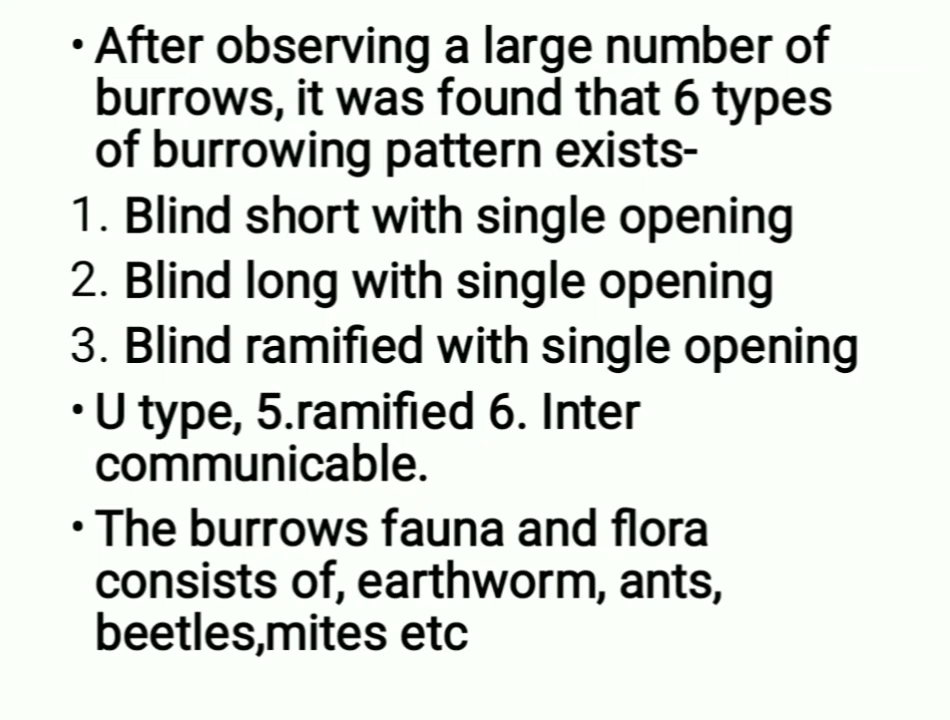 • After observing a large number of
burrows, it was found that 6 types
of burrowing pattern exists-
1. Blind short with single opening
2. Blind long with single opening
3. Blind ramified with single opening
• U type, 5.ramified 6. Inter
communicable.
• The burrows fauna and flora
consists of, earthworm, ants,
beetles,mites etc